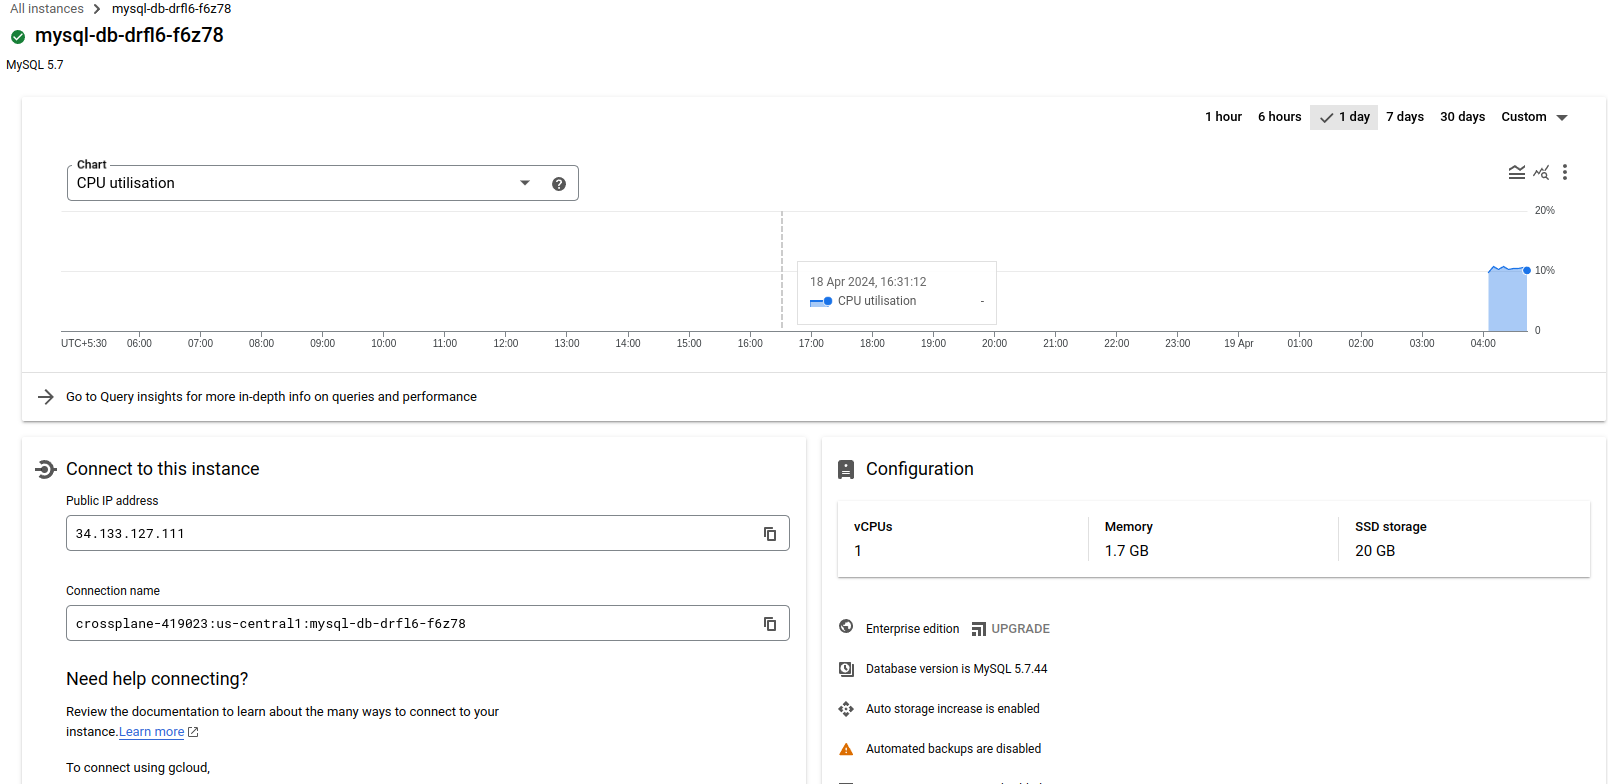 All instances > mysql-db-drfl6-f6z78
mysql-db-drfl6-f6z78
MySQL 5.7
1 hour 6 hours 1 day 7 days 30 days Custom
Chart
CPU utilisation
20%
18 Apr 2024, 16:31:12
CPU utilisation -
10%
0
UTC+5:30 06:00 07:00 08:00 09:00 10:00 11:00 12:00 13:00 14:00 15:00 16:00 17:00 18:00 19:00 20:00 21:00 22:00 23:00 19 Apr 01:00 02:00 03:00 04:00
Go to Query insights for more in-depth info on queries and performance
Connect to this instance
Public IP address
34.133.127.111
Connection name
crossplane-419023:us-central1:mysql-db-drfl6-f6z78
Need help connecting?
Review the documentation to learn about the many ways to connect to your
instance.Learn more
To connect using gcloud,
Configuration
vCPUs Memory SSD storage
1 1.7 GB 20 GB
Enterprise edition UPGRADE
Database version is MySQL 5.7.44
Auto storage increase is enabled
Automated backups are disabled